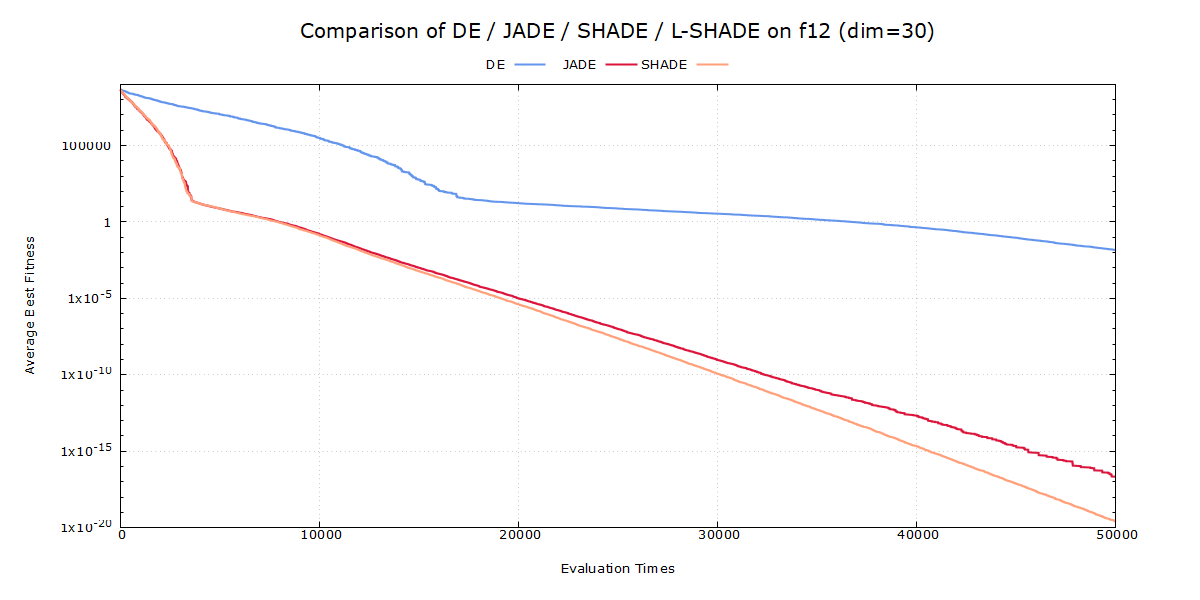 Comparison of DE / JADE / SHADE / L-SHADE on f12 (dim=30)
DE JADE SHADE
Average Best Fitness
100000
1
1x10-5
1x10-10
1x10-15
1x10-20
0 10000 20000 30000 40000 50000
Evaluation Times